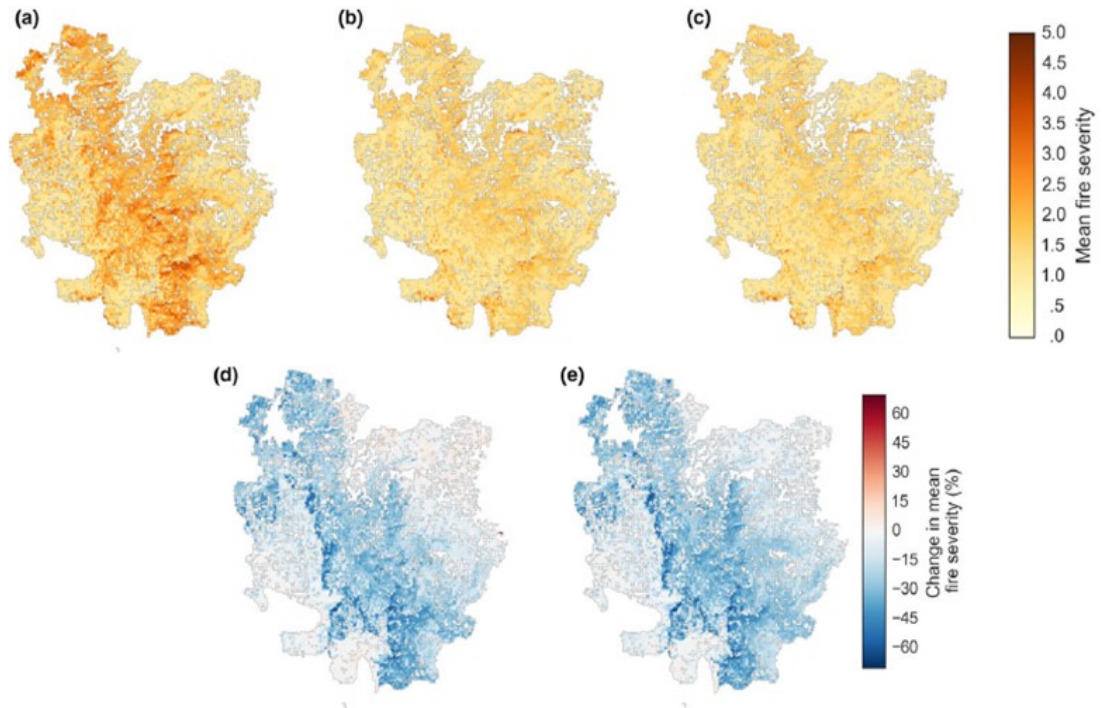 (a)
(b)
(c)
5.0
4.5
4.0
3.5
3.0
2.5
2.0
1.5
1.0
.5
.0
Mean fire severity
(d)
(e)
60
45
30
15
0
−15
−30
−45
−60
Change in mean
fire severity (%)